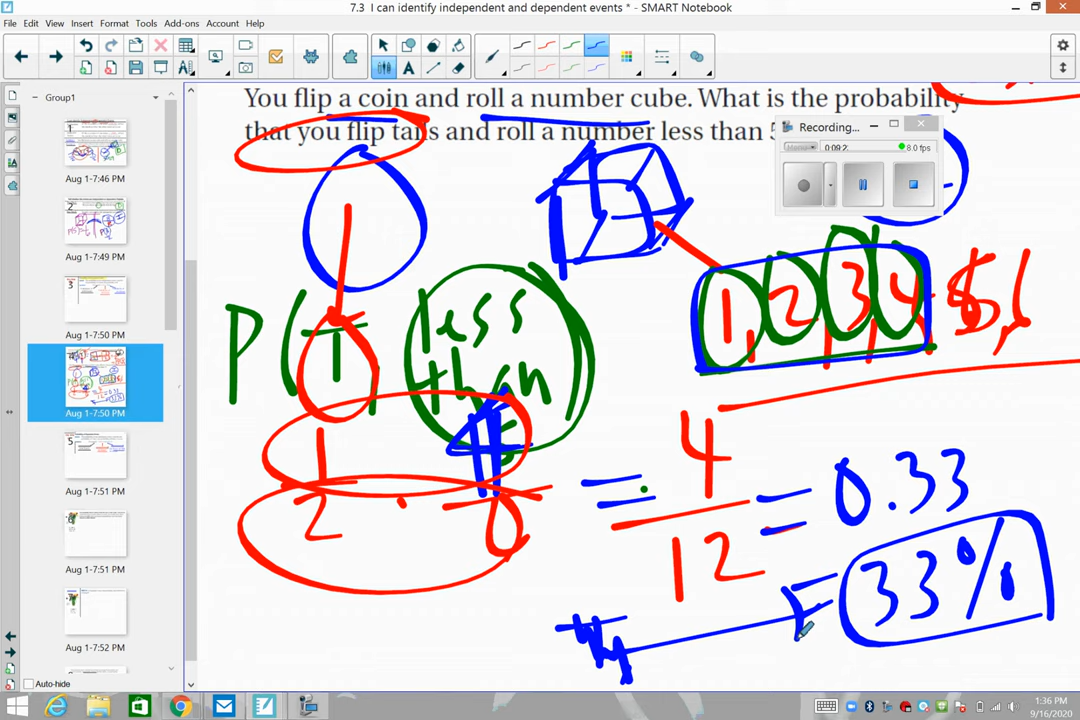 7.3 I can identify independent and dependent events * - SMART Notebook
File Edit View Insert Format Tools Add-ons Account Help
Group1
1
Aug 1-7:46 PM
2
Aug 1-7:49 PM
3
Aug 1-7:50 PM
Aug 1-7:50 PM
5
Aug 1-7:51 PM
Aug 1-7:51 PM
Aug 1-7:52 PM
Auto-hide
You flip a coin and roll a number cube. What is the probability
that you flip tails and roll a number less than 5
Recording...
Menu
8.0 fps
1, 2, 3, 4, 5, 6
P(T less
than
1 4
2 · 6
= 4
12
= 0.33
= 33%
1:36 PM
9/16/2020